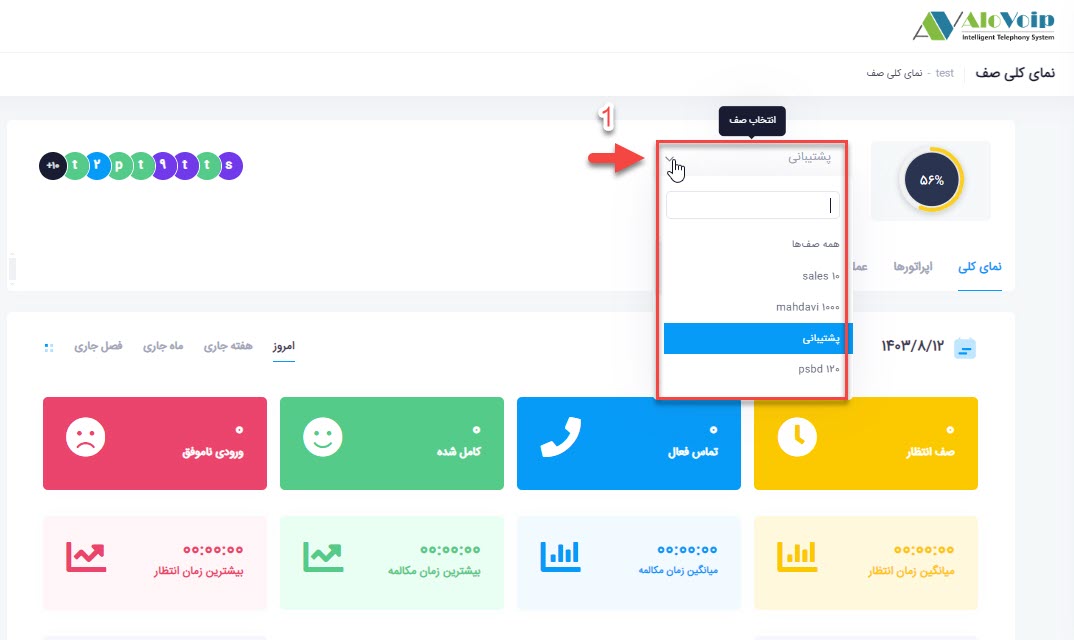 AloVoip
Intelligent Telephony System
نمای کلی صف
test - نمای کلی صف
1
انتخاب صف
پشتیبانی
۵۶%
s
t
t
۹
t
p
۲
t
+۱۰
همه صف‌ها
sales ۱۰
mahdavi ۱۰۰۰
پشتیبانی
psbd ۱۲۰
نمای کلی
اپراتورها
عما
۱۴۰۳/۸/۱۲
امروز
هفته جاری
ماه جاری
فصل جاری
۰
صف انتظار
۰
تماس فعال
۰
کامل شده
۰
ورودی ناموفق
۰۰:۰۰:۰۰
میانگین زمان انتظار
۰۰:۰۰:۰۰
میانگین زمان مکالمه
۰۰:۰۰:۰۰
بیشترین زمان مکالمه
۰۰:۰۰:۰۰
بیشترین زمان انتظار